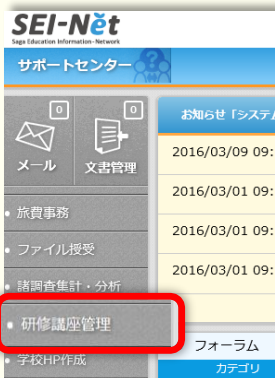 SEI-Nět
Saga Education Information-Network
サポートセンター
0
0
お知らせ「システム
メール
文書管理
2016/03/09 09:
2016/03/01 09:
2016/03/01 09:
2016/03/01 09:
旅費事務
ファイル授受
諸調査集計・分析
研修講座管理
学校HP作成
フォーラム
カテゴリ